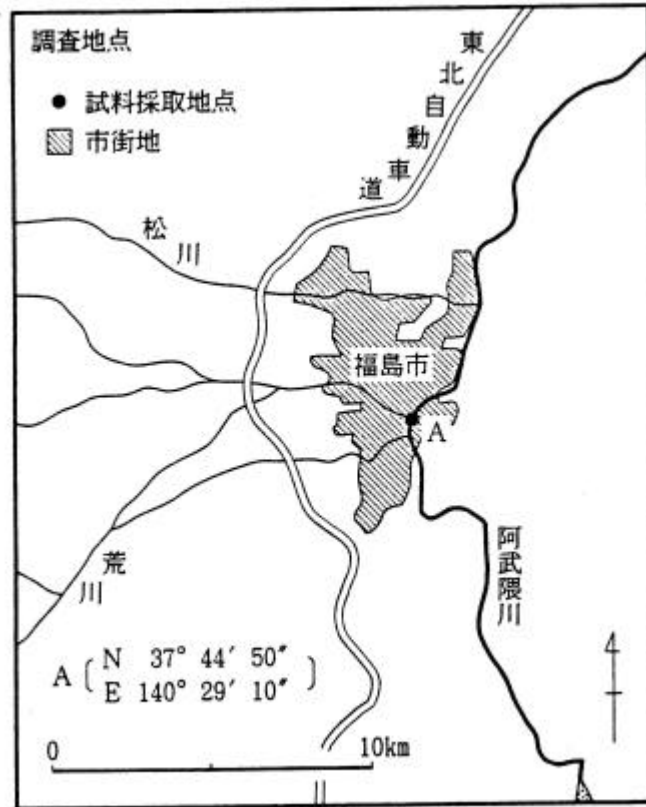 調査地点
● 試料採取地点
市街地
東北自動車道
松川
福島市
A
荒川
阿武隈川
A ( N 37° 44′ 50″
E 140° 29′ 10″ )
0 10km